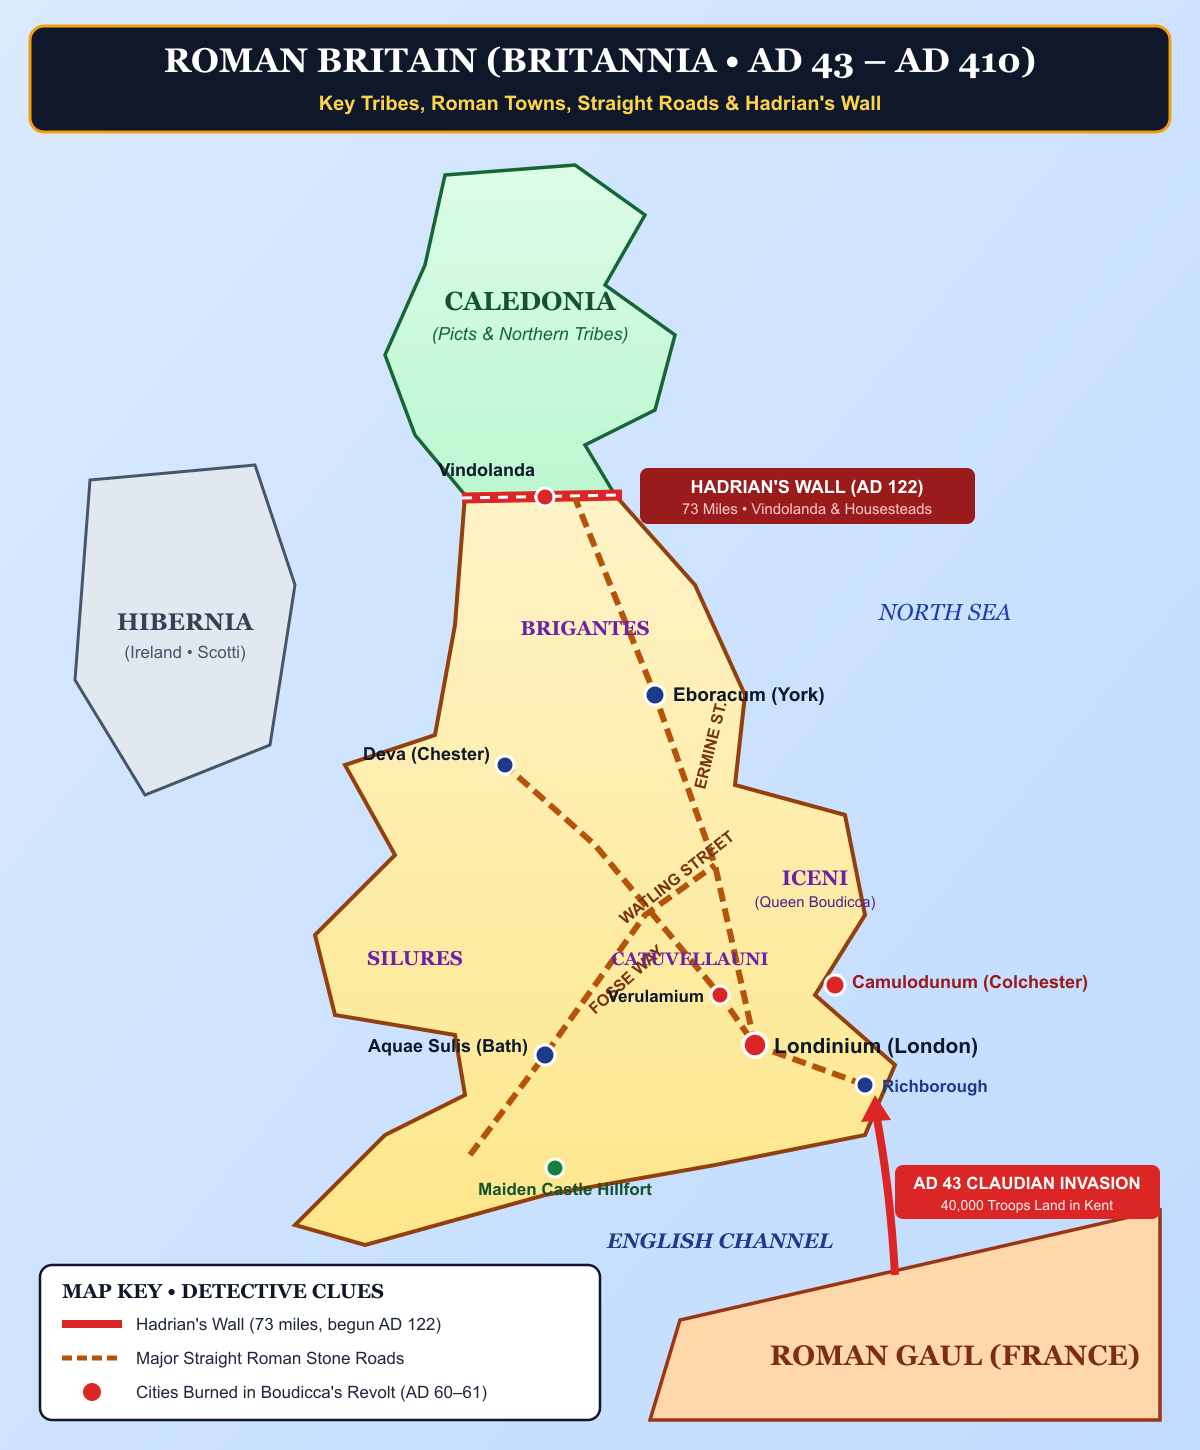 ROMAN BRITAIN (BRITANNIA • AD 43 – AD 410)
Key Tribes, Roman Towns, Straight Roads & Hadrian's Wall
CALEDONIA
(Picts & Northern Tribes)
Vindolanda
HADRIAN'S WALL (AD 122)
73 Miles • Vindolanda & Housesteads
HIBERNIA
(Ireland • Scotti)
NORTH SEA
BRIGANTES
Eboracum (York)
ERMINE ST.
Deva (Chester)
WATLING STREET
ICENI
(Queen Boudicca)
SILURES
CATUVELLAUNI
FOSSE WAY
Verulamium
Camulodunum (Colchester)
Aquae Sulis (Bath)
Londinium (London)
Richborough
Maiden Castle Hillfort
AD 43 CLAUDIAN INVASION
40,000 Troops Land in Kent
ENGLISH CHANNEL
ROMAN GAUL (FRANCE)
MAP KEY • DETECTIVE CLUES
Hadrian's Wall (73 miles, begun AD 122)
Major Straight Roman Stone Roads
Cities Burned in Boudicca's Revolt (AD 60–61)